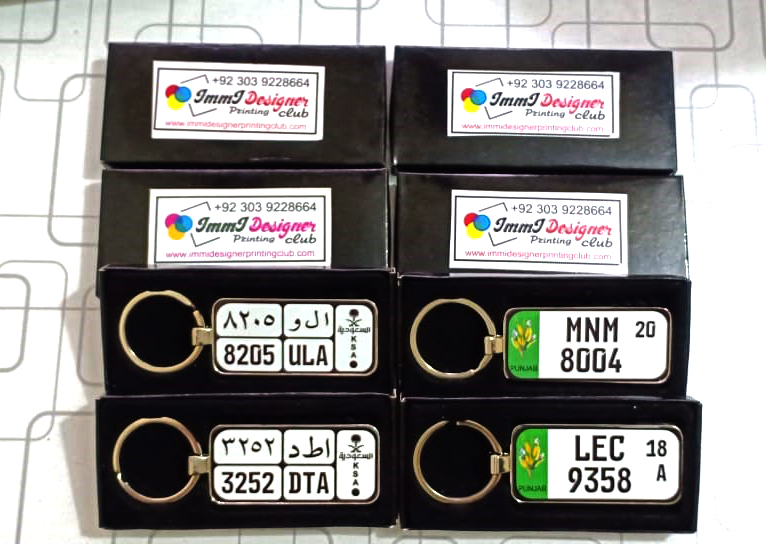 +92 303 9228664
ImmI Designer
Printing club
www.immidesignerprintingclub.com
+92 303 9228664
ImmI Designer
Printing club
www.immidesignerprintingclub.com
+92 303 9228664
ImmI Designer
Printing club
www.immidesignerprintingclub.com
+92 303 9228664
ImmI Designer
Printing club
www.immidesignerprintingclub.com
٨٢٠٥ ا ل و
السعودية
8205 ULA
K
S
A
MNM 20
8004
PUNJAB
٣٢٥٢ ا ط د
السعودية
3252 DTA
K
S
A
LEC 18
9358 A
PUNJAB